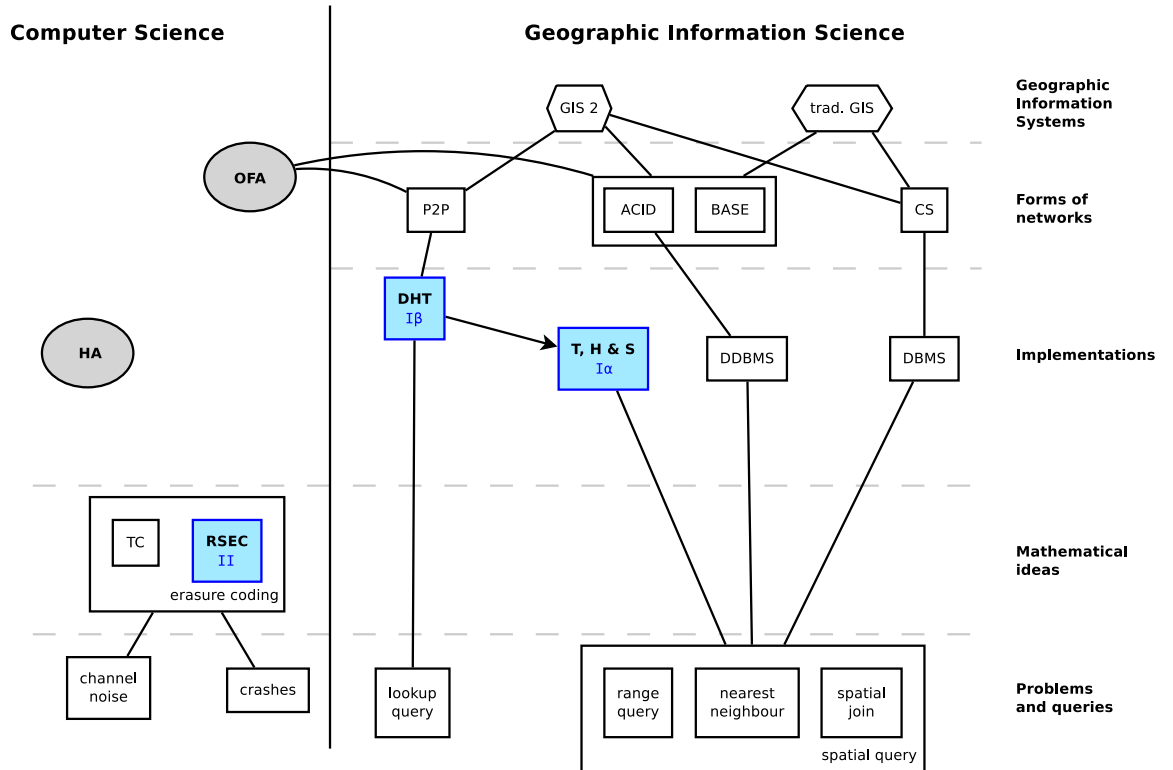 Computer Science
Geographic Information Science
GIS 2
trad. GIS
Geographic
Information
Systems
OFA
P2P
ACID
BASE
CS
Forms of
networks
DHT
Iβ
HA
T, H & S
Iα
DDBMS
DBMS
Implementations
TC
RSEC
II
erasure coding
Mathematical
ideas
channel
noise
crashes
lookup
query
range
query
nearest
neighbour
spatial
join
spatial query
Problems
and queries